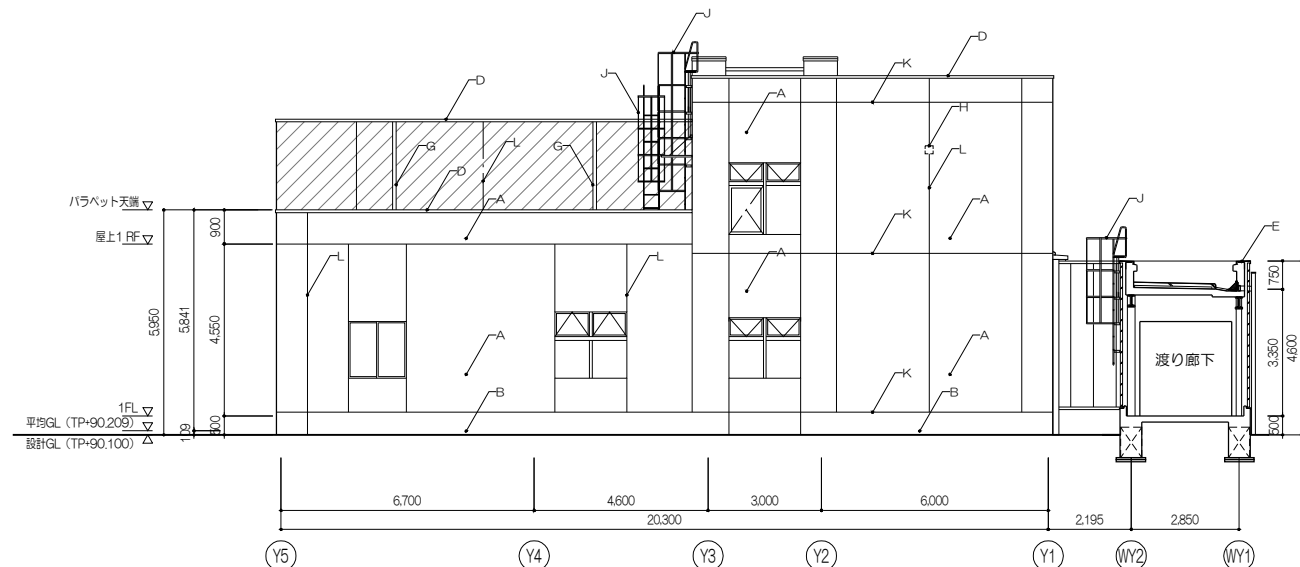 J
D
K
J
D
A
H
G
L
G
L
D
パラペット天端
A
K
A
J
E
屋上1 RF
900
L
L
A
750
5,950
5,841
4,550
A
A
渡り廊下
3,350
4,600
K
1FL
B
B
平均GL（TP+90.209）
109
500
500
設計GL（TP+90.100）
6,700
4,600
3,000
6,000
20,300
2,195
2,850
Y5
Y4
Y3
Y2
Y1
WY2
WY1